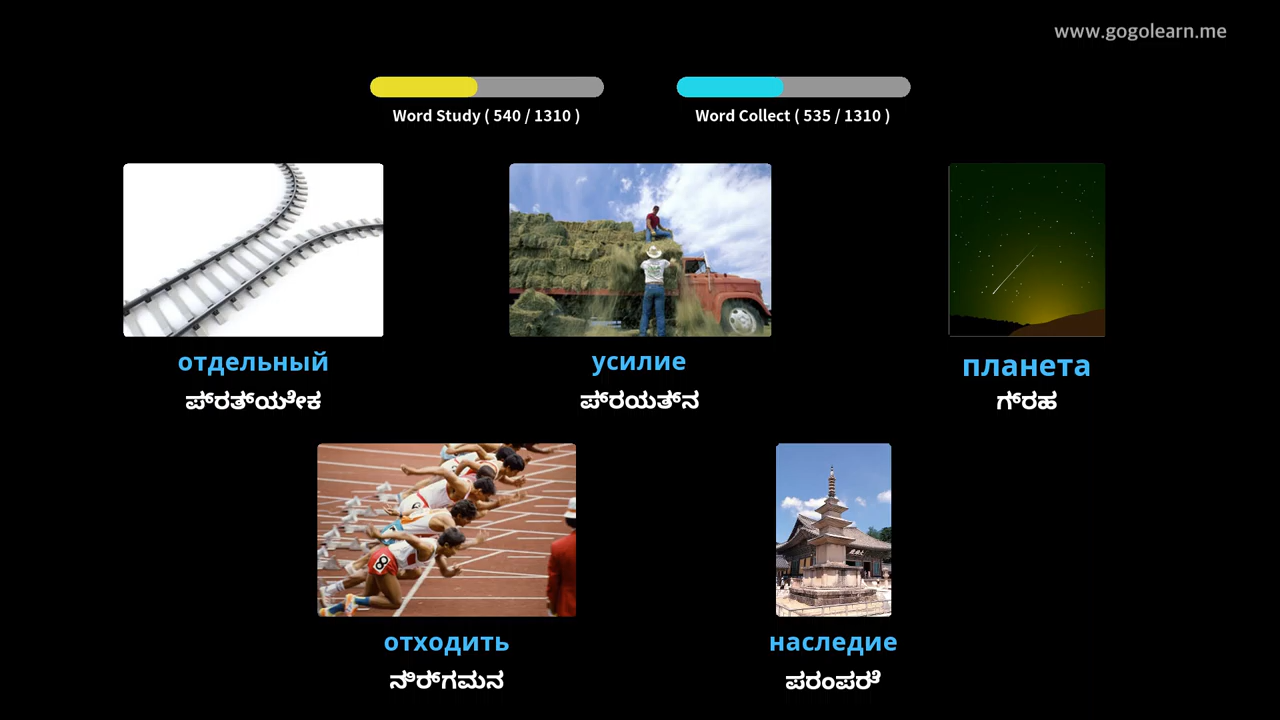 www.gogolearn.me
Word Study ( 540 / 1310 )
Word Collect ( 535 / 1310 )
отдельный
ಪ್ರತ್ಯೇಕ
усилие
ಪ್ರಯತ್ನ
планета
ಗ್ರಹ
отходить
ನಿರ್ಗಮನ
наследие
ಪರಂಪರೆ